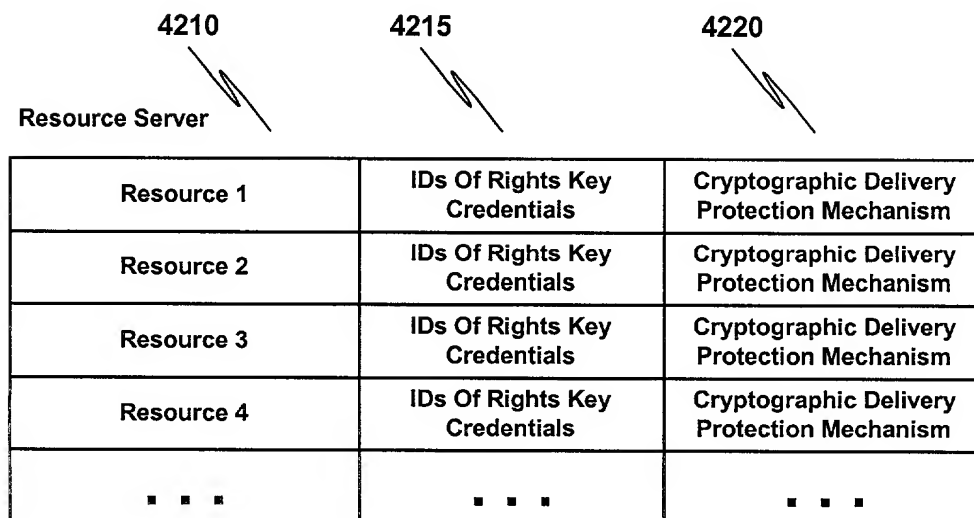 4210 4215 4220
Resource Server
Resource 1 IDs Of Rights Key Credentials Cryptographic Delivery Protection Mechanism
Resource 2 IDs Of Rights Key Credentials Cryptographic Delivery Protection Mechanism
Resource 3 IDs Of Rights Key Credentials Cryptographic Delivery Protection Mechanism
Resource 4 IDs Of Rights Key Credentials Cryptographic Delivery Protection Mechanism
. . . . . . . . .